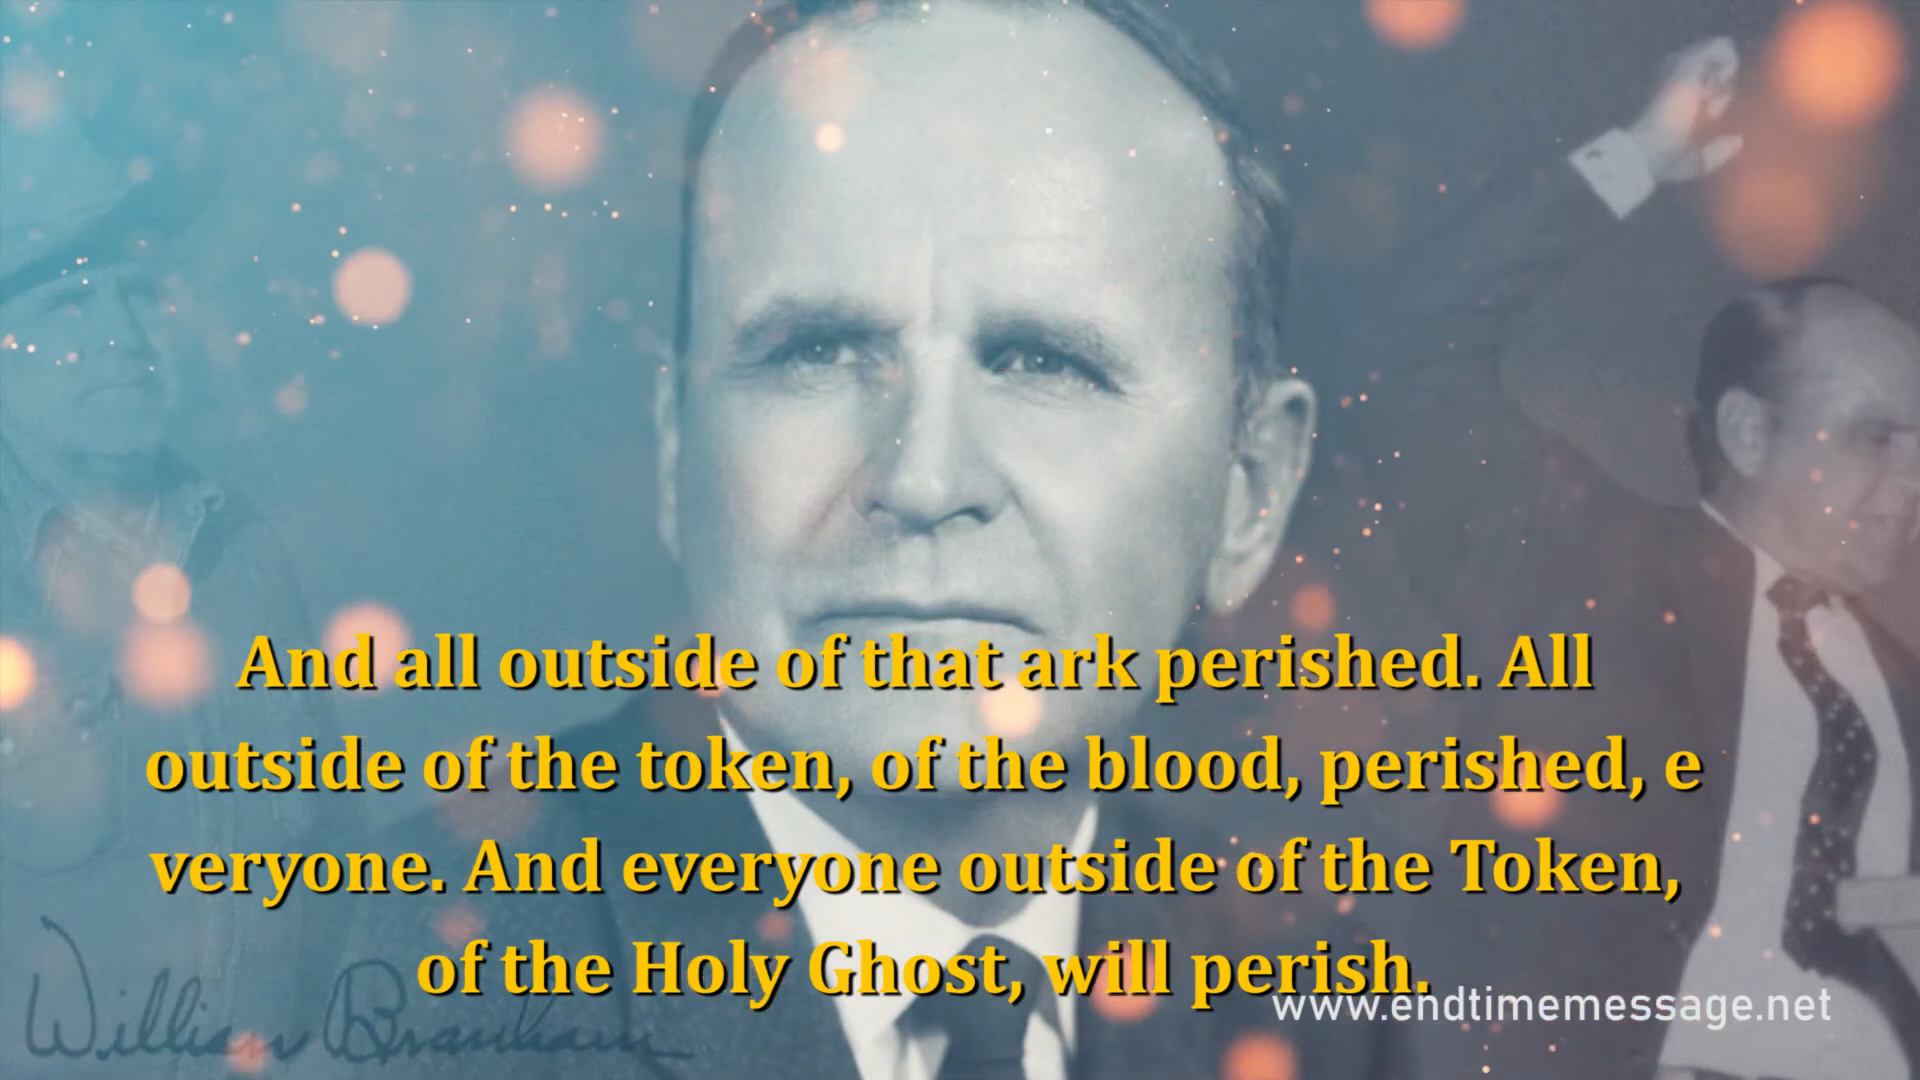 And all outside of that ark perished. All
outside of the token, of the blood, perished, e
veryone. And everyone outside of the Token,
of the Holy Ghost, will perish.
www.endtimemessage.net
William Branham